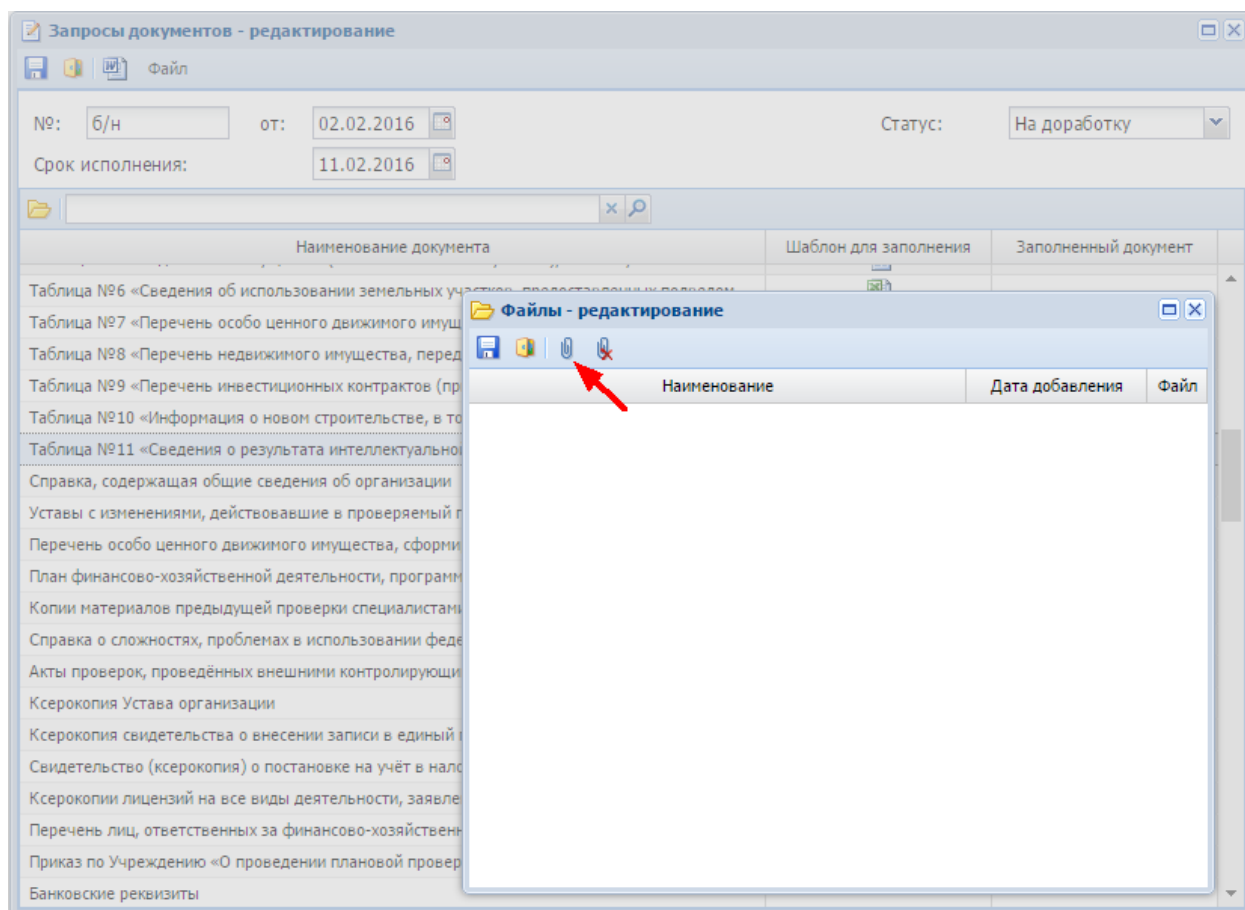 Запросы документов - редактирование
Файл
№: б/н от: 02.02.2016 Статус: На доработку
Срок исполнения: 11.02.2016
Наименование документа Шаблон для заполнения Заполненный документ
Таблица №6 «Сведения об использовании земельных участков, предоставленных
Таблица №7 «Перечень особо ценного движимого имущ
Таблица №8 «Перечень недвижимого имущества, перед
Таблица №9 «Перечень инвестиционных контрактов (пр
Таблица №10 «Информация о новом строительстве, в то
Таблица №11 «Сведения о результата интеллектуально
Справка, содержащая общие сведения об организации
Уставы с изменениями, действовавшие в проверяемый п
Перечень особо ценного движимого имущества, сформи
План финансово-хозяйственной деятельности, программ
Копии материалов предыдущей проверки специалистами
Справка о сложностях, проблемах в использовании феде
Акты проверок, проведённых внешними контролирующи
Ксерокопия Устава организации
Ксерокопия свидетельства о внесении записи в единый
Свидетельство (ксерокопия) о постановке на учёт в нало
Ксерокопии лицензий на все виды деятельности, заявле
Перечень лиц, ответственных за финансово-хозяйственн
Приказ по Учреждению «О проведении плановой провер
Банковские реквизиты
Файлы - редактирование
Наименование Дата добавления Файл